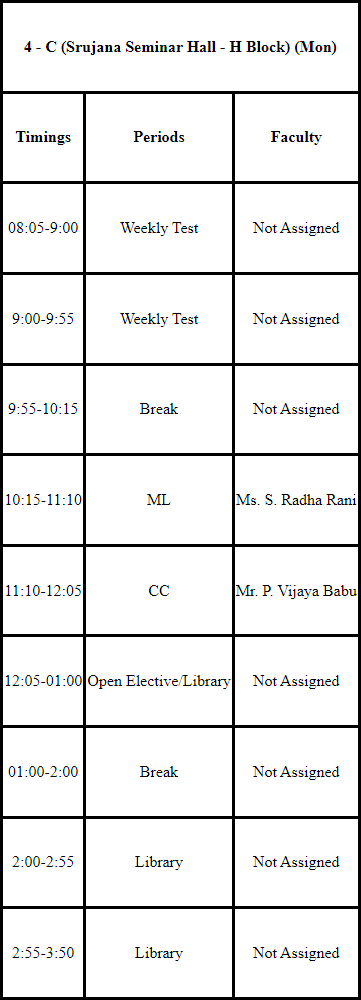 4 - C (Srujana Seminar Hall - H Block) (Mon)
Timings Periods Faculty
08:05-9:00 Weekly Test Not Assigned
9:00-9:55 Weekly Test Not Assigned
9:55-10:15 Break Not Assigned
10:15-11:10 ML Ms. S. Radha Rani
11:10-12:05 CC Mr. P. Vijaya Babu
12:05-01:00 Open Elective/Library Not Assigned
01:00-2:00 Break Not Assigned
2:00-2:55 Library Not Assigned
2:55-3:50 Library Not Assigned